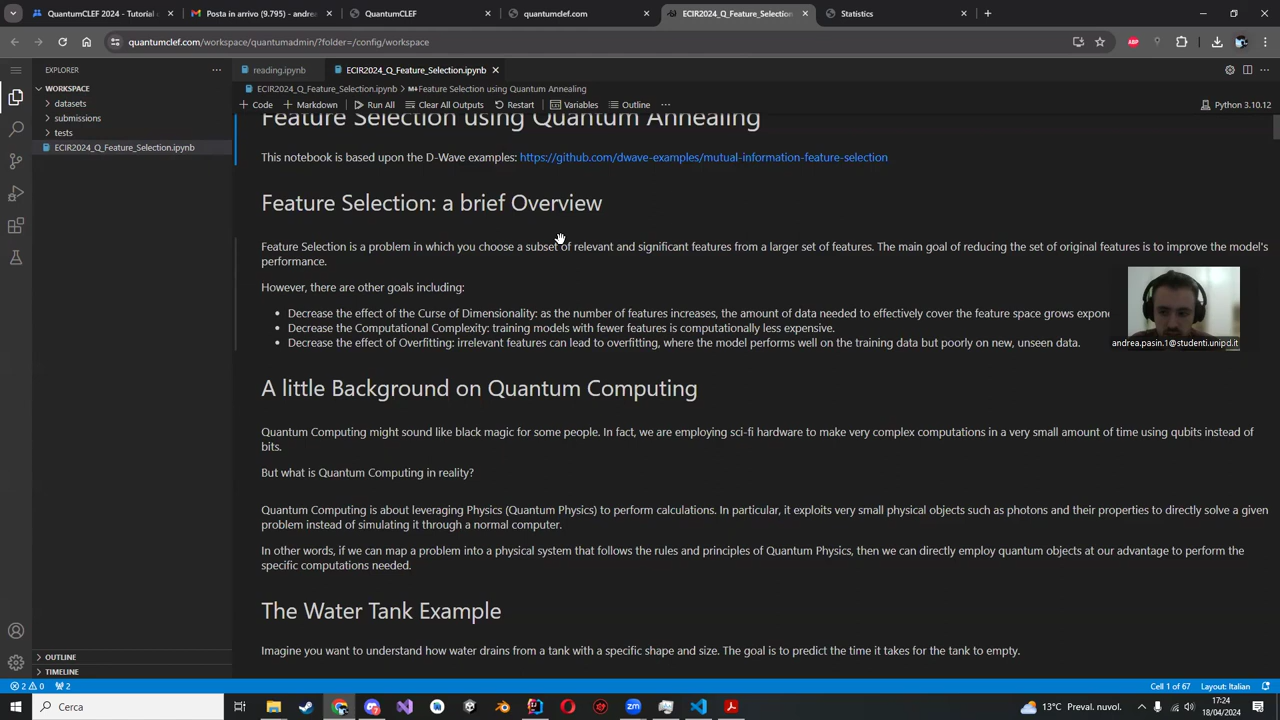 QuantumCLEF 2024 - Tutorial
Posta in arrivo (9.795) - andrea
QuantumCLEF
quantumclef.com
ECIR2024_Q_Feature_Selection
Statistics
quantumclef.com/workspace/quantumadmin/?folder=/config/workspace
EXPLORER
reading.ipynb
ECIR2024_Q_Feature_Selection.ipynb
WORKSPACE
datasets
submissions
tests
ECIR2024_Q_Feature_Selection.ipynb
ECIR2024_Q_Feature_Selection.ipynb > Feature Selection using Quantum Annealing
Code
Markdown
Run All
Clear All Outputs
Restart
Variables
Outline
Python 3.10.12
Feature Selection using Quantum Annealing
This notebook is based upon the D-Wave examples: https://github.com/dwave-examples/mutual-information-feature-selection
Feature Selection: a brief Overview
Feature Selection is a problem in which you choose a subset of relevant and significant features from a larger set of features. The main goal of reducing the set of original features is to improve the model's
performance.
However, there are other goals including:
Decrease the effect of the Curse of Dimensionality: as the number of features increases, the amount of data needed to effectively cover the feature space grows expone
Decrease the Computational Complexity: training models with fewer features is computationally less expensive.
Decrease the effect of Overfitting: irrelevant features can lead to overfitting, where the model performs well on the training data but poorly on new, unseen data.
andrea.pasin.1@studenti.unipd.it
A little Background on Quantum Computing
Quantum Computing might sound like black magic for some people. In fact, we are employing sci-fi hardware to make very complex computations in a very small amount of time using qubits instead of
bits.
But what is Quantum Computing in reality?
Quantum Computing is about leveraging Physics (Quantum Physics) to perform calculations. In particular, it exploits very small physical objects such as photons and their properties to directly solve a given
problem instead of simulating it through a normal computer.
In other words, if we can map a problem into a physical system that follows the rules and principles of Quantum Physics, then we can directly employ quantum objects at our advantage to perform the
specific computations needed.
The Water Tank Example
Imagine you want to understand how water drains from a tank with a specific shape and size. The goal is to predict the time it takes for the tank to empty.
OUTLINE
TIMELINE
2
0
2
Cell 1 of 67
Layout: Italian
Cerca
13°C Preval. nuvol.
17:24
18/04/2024